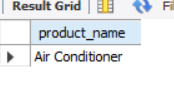 Result Grid
product_name
Air Conditioner